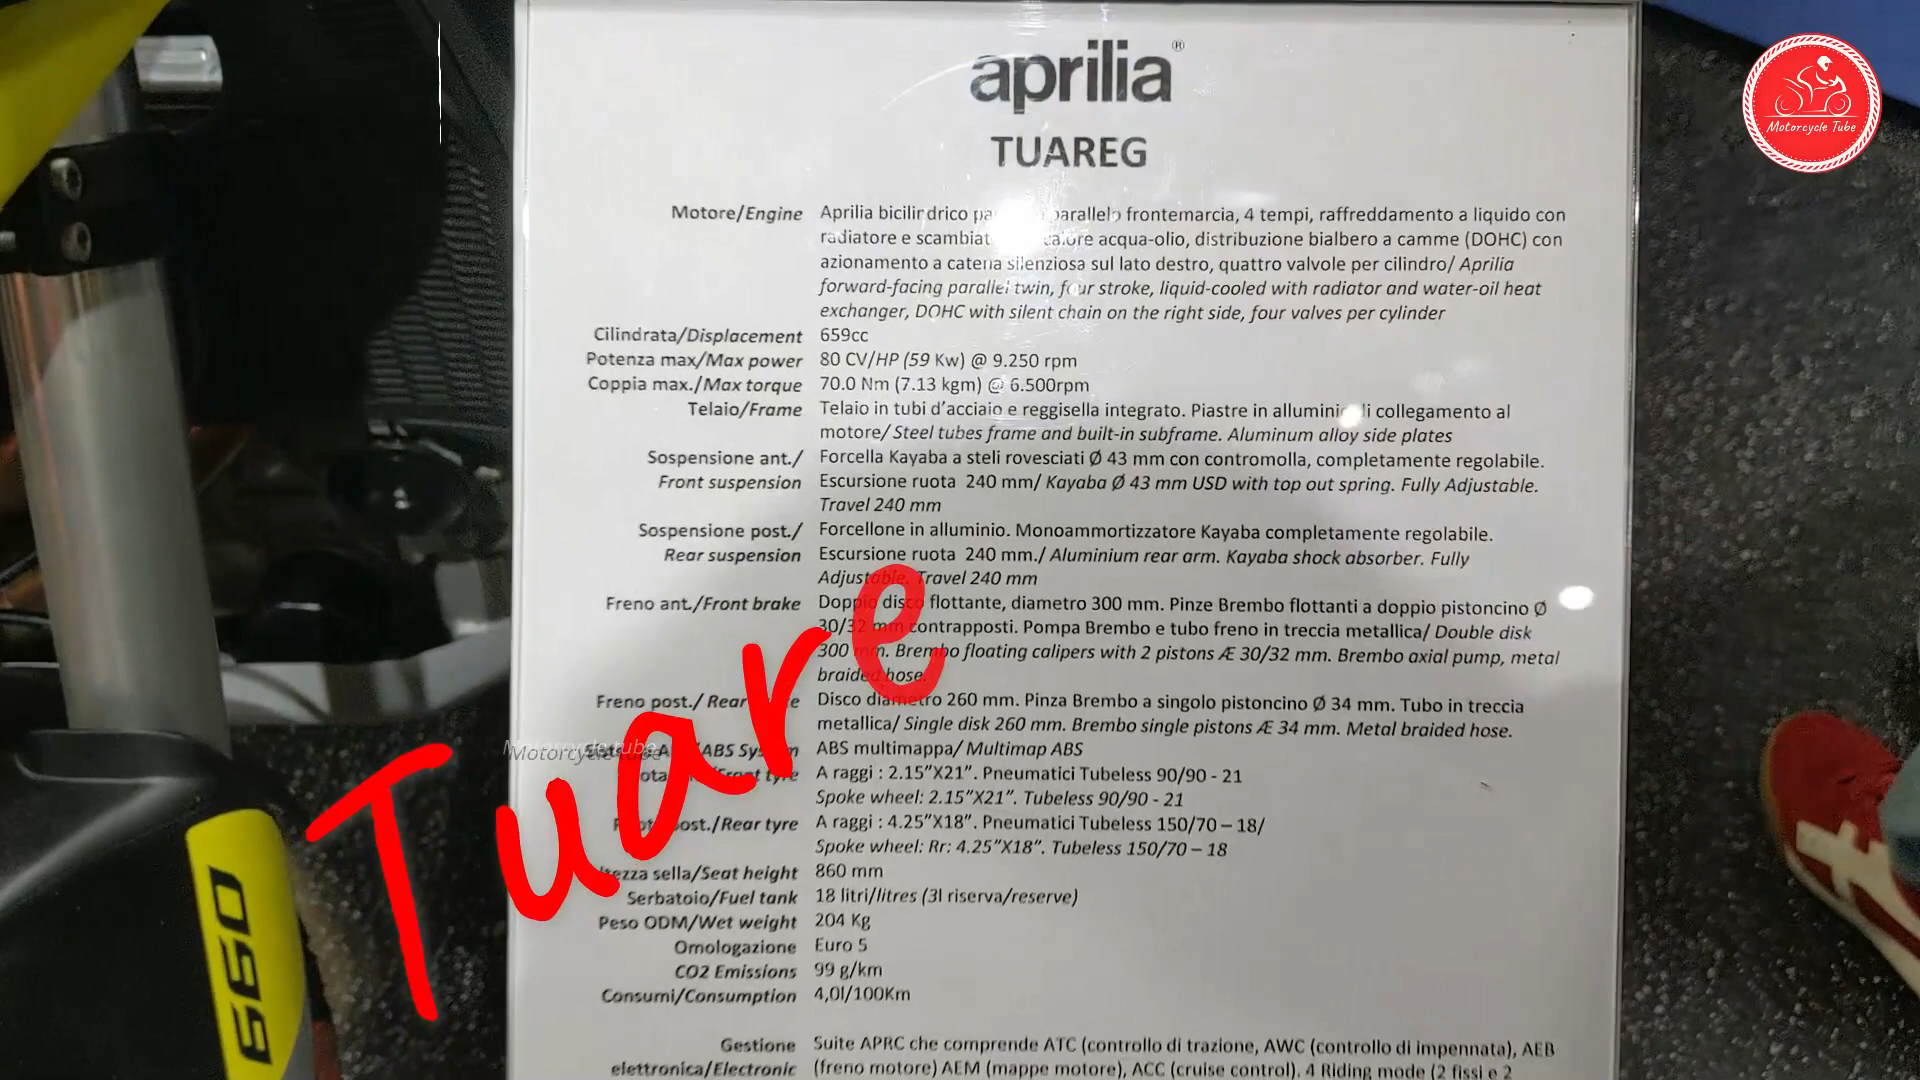 aprilia®
TUAREG
Motorcycle Tube
Motore/Engine Aprilia bicilindrico parallelo frontemarcia, 4 tempi, raffreddamento a liquido con
radiatore e acqua-olio, distribuzione bialbero a camme (DOHC) con
azionamento a catena silenziosa sul lato destro, quattro valvole per cilindro/ Aprilia
forward-facing parallel twin, four stroke, liquid-cooled with radiator and water-oil heat
exchanger, DOHC with silent chain on the right side, four valves per cylinder
Cilindrata/Displacement 659cc
Potenza max/Max power 80 CV/HP (59 Kw) @ 9.250 rpm
Coppia max./Max torque 70.0 Nm (7.13 kgm) @ 6.500rpm
Telaio/Frame Telaio in tubi d'acciaio e reggisella integrato. Piastre in collegamento al
motore/ Steel tubes frame and built-in subframe. Aluminum alloy side plates
Sospensione ant./ Forcella Kayaba a steli rovesciati Ø 43 mm con contromolla, completamente regolabile.
Front suspension Escursione ruota 240 mm/ Kayaba Ø 43 mm USD with top out spring. Fully Adjustable.
Travel 240 mm
Sospensione post./ Forcellone in alluminio. Monoammortizzatore Kayaba completamente regolabile.
Rear suspension Escursione ruota 240 mm./ Aluminium rear arm. Kayaba shock absorber. Fully
Adjustable. Travel 240 mm
Freno ant./Front brake Doppio disco flottante, diametro 300 mm. Pinze Brembo flottanti a doppio pistoncino Ø
30/32 mm contrapposti. Pompa Brembo e tubo freno in treccia metallica/ Double disk
300 mm. Brembo floating calipers with 2 pistons Æ 30/32 mm. Brembo axial pump, metal
braided hose.
Freno post./ Rear Disco diametro 260 mm. Pinza Brembo a singolo pistoncino Ø 34 mm. Tubo in treccia
metallica/ Single disk 260 mm. Brembo single pistons Æ 34 mm. Metal braided hose.
ABS multimappa/ Multimap ABS
A raggi : 2.15"X21". Pneumatici Tubeless 90/90 - 21
Spoke wheel: 2.15"X21". Tubeless 90/90 - 21
post./Rear tyre A raggi : 4.25"X18". Pneumatici Tubeless 150/70 – 18/
Spoke wheel: Rr: 4.25"X18". Tubeless 150/70 – 18
sella/Seat height 860 mm
Serbatoio/Fuel tank 18 litri/litres (3l riserva/reserve)
Peso ODM/Wet weight 204 Kg
Omologazione Euro 5
CO2 Emissions 99 g/km
Consumi/Consumption 4,0l/100Km
Gestione Suite APRC che comprende ATC (controllo di trazione, AWC (controllo di impennata), AEB
elettronica/Electronic (freno motore) AEM (mappe motore), ACC (cruise control). 4 Riding mode (2 fissi e 2
Motorcycle tube
Tuare
660